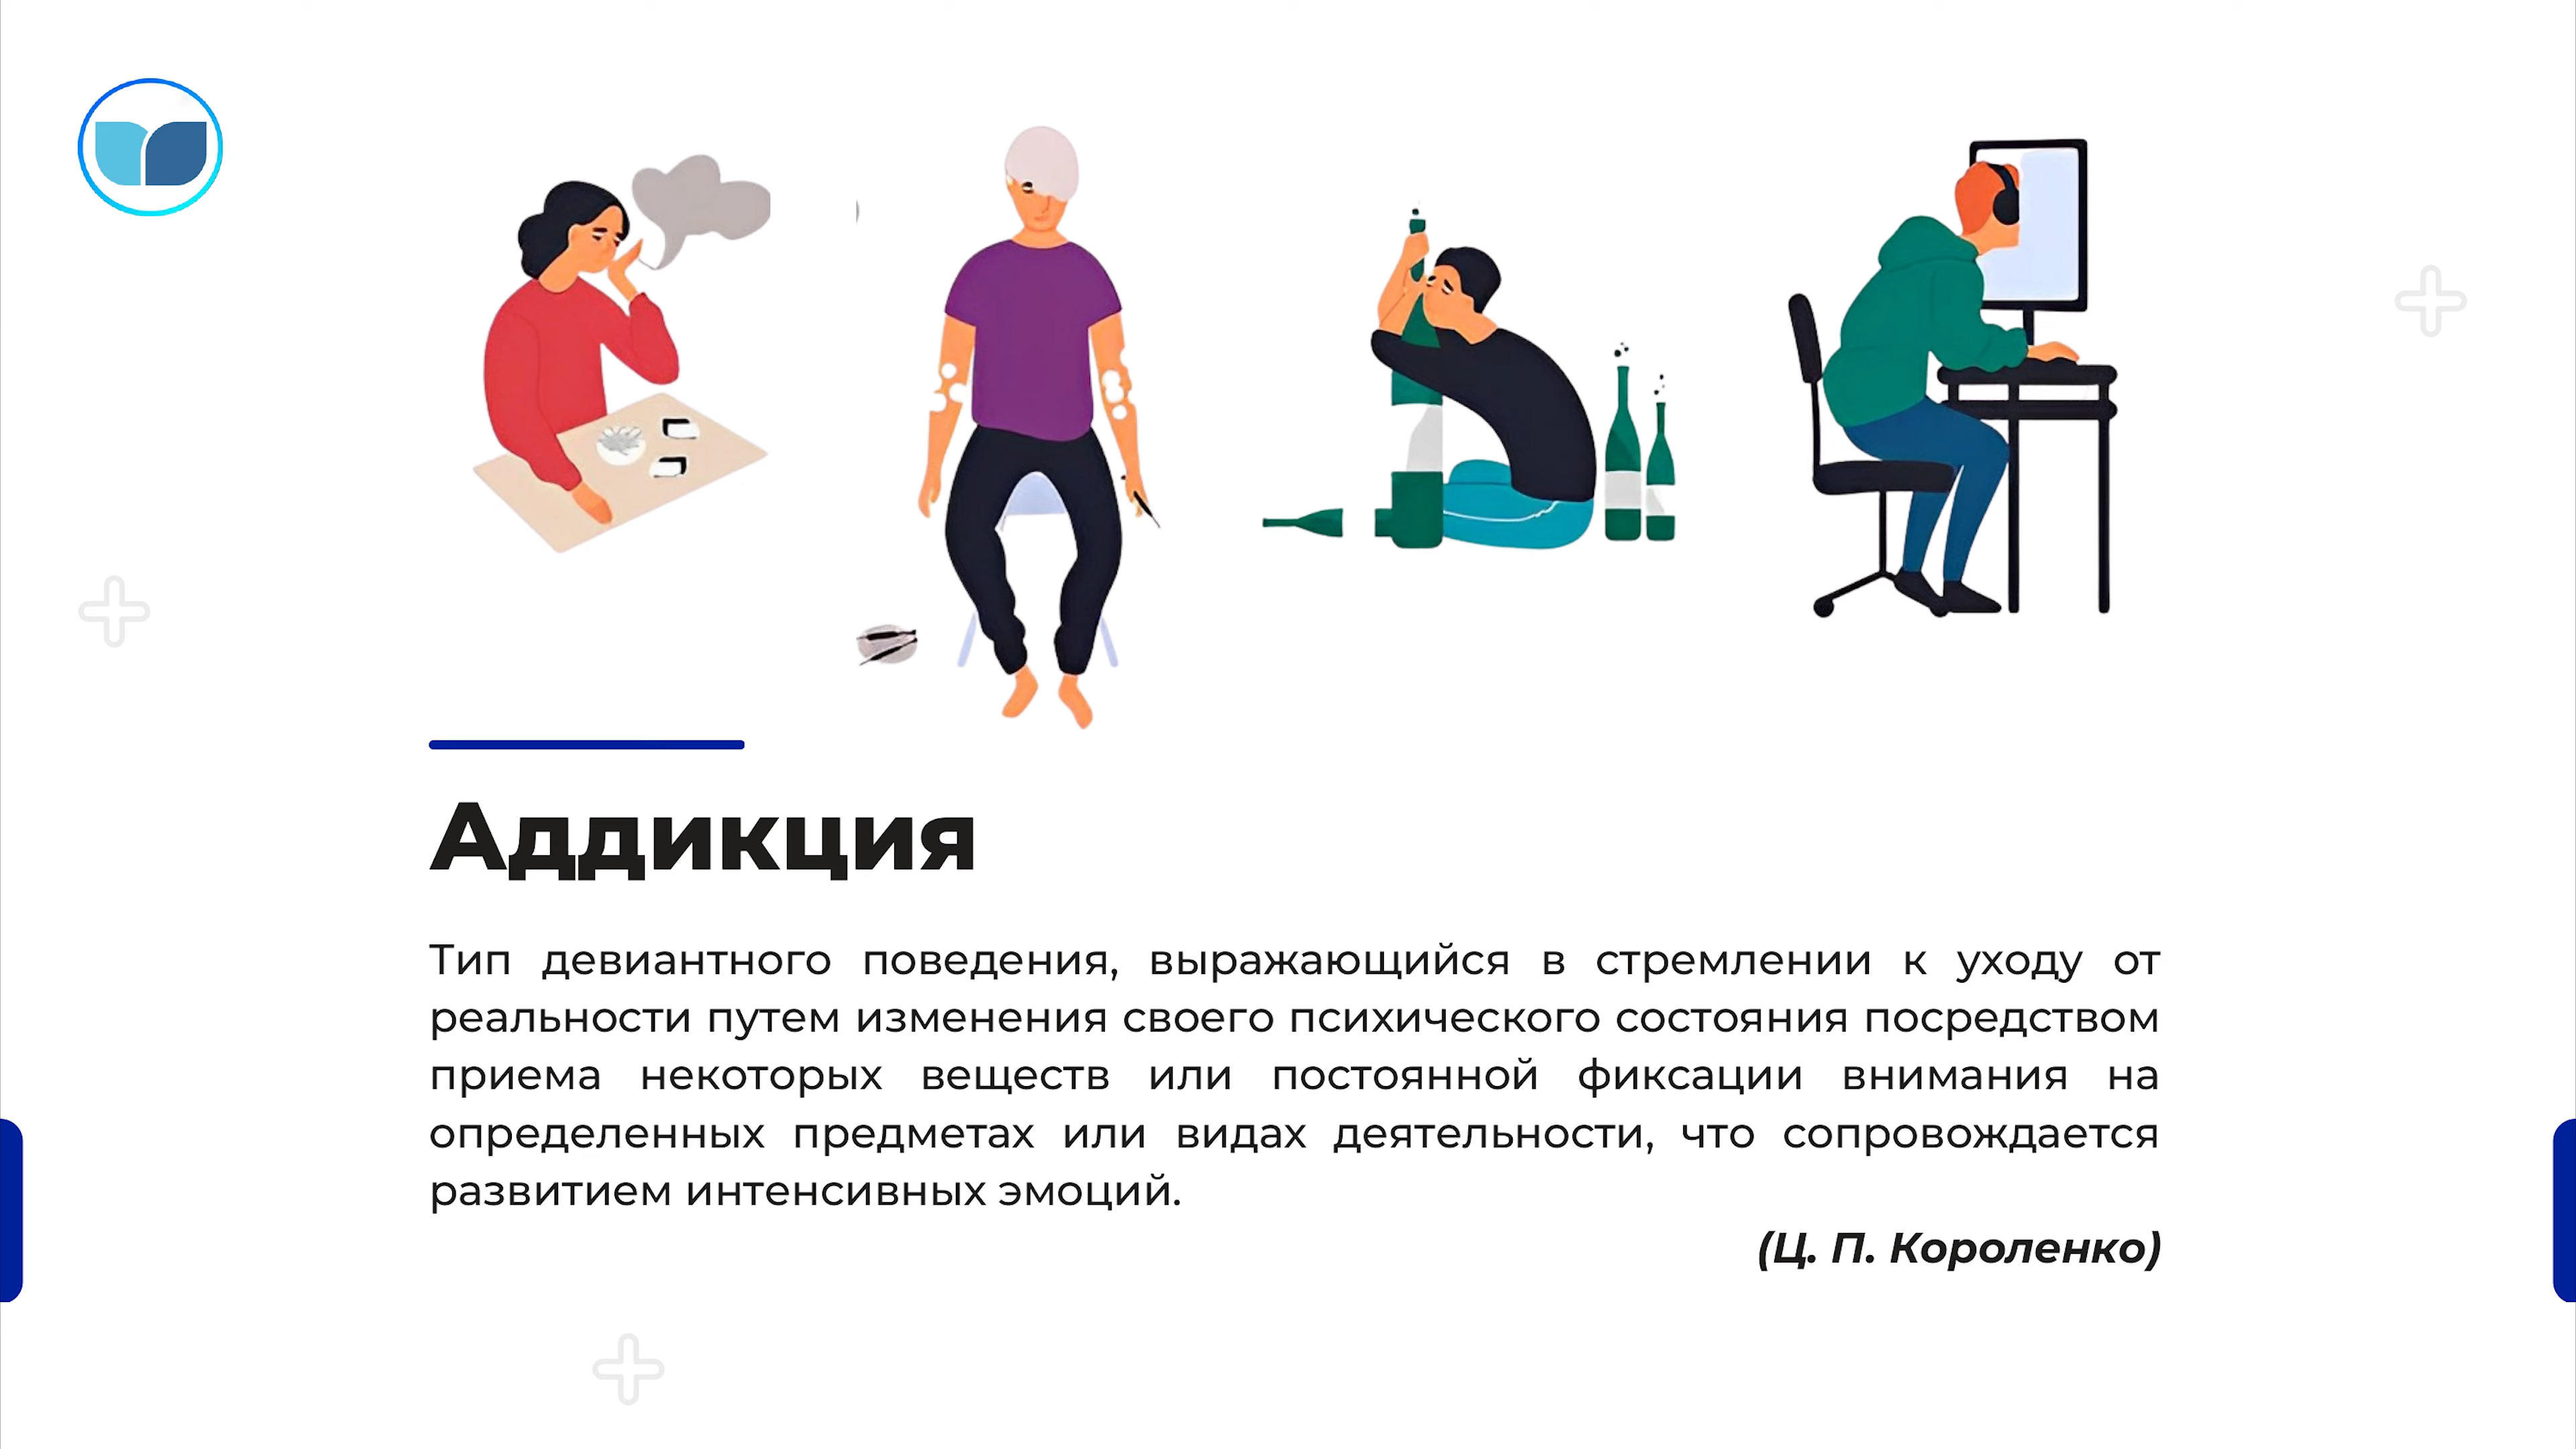 Аддикция
Тип девиантного поведения, выражающийся в стремлении к уходу от
реальности путем изменения своего психического состояния посредством
приема некоторых веществ или постоянной фиксации внимания на
определенных предметах или видах деятельности, что сопровождается
развитием интенсивных эмоций.
(Ц. П. Короленко)